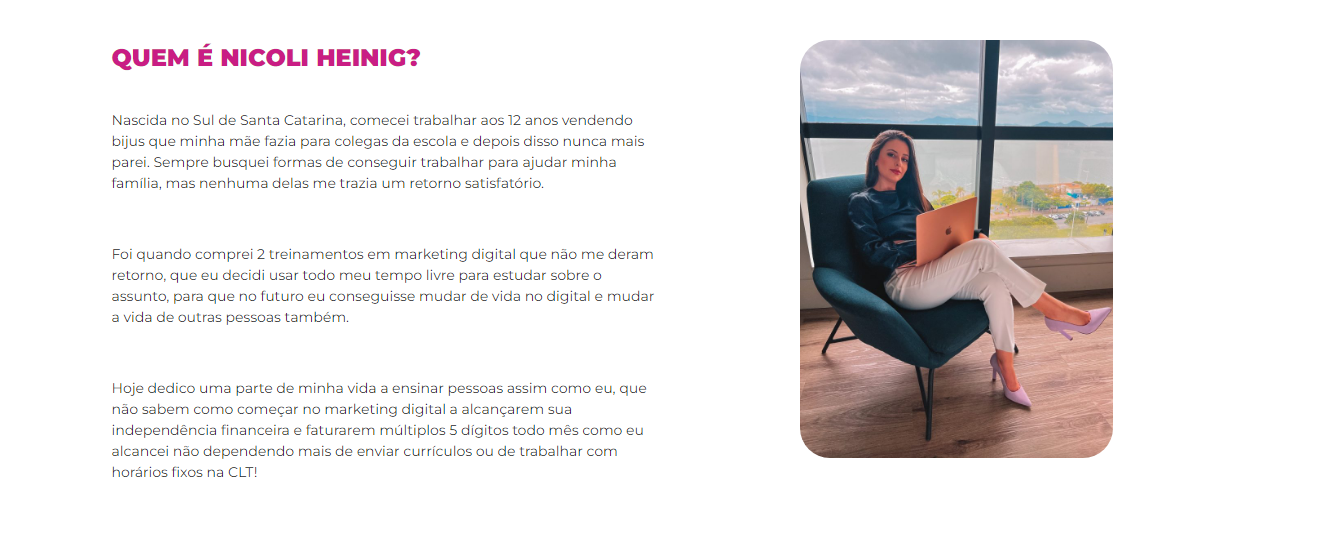 QUEM É NICOLI HEINIG?
Nascida no Sul de Santa Catarina, comecei trabalhar aos 12 anos vendendo
bijus que minha mãe fazia para colegas da escola e depois disso nunca mais
parei. Sempre busquei formas de conseguir trabalhar para ajudar minha
família, mas nenhuma delas me trazia um retorno satisfatório.
Foi quando comprei 2 treinamentos em marketing digital que não me deram
retorno, que eu decidi usar todo meu tempo livre para estudar sobre o
assunto, para que no futuro eu conseguisse mudar de vida no digital e mudar
a vida de outras pessoas também.
Hoje dedico uma parte de minha vida a ensinar pessoas assim como eu, que
não sabem como começar no marketing digital a alcançarem sua
independência financeira e faturarem múltiplos 5 dígitos todo mês como eu
alcancei não dependendo mais de enviar currículos ou de trabalhar com
horários fixos na CLT!